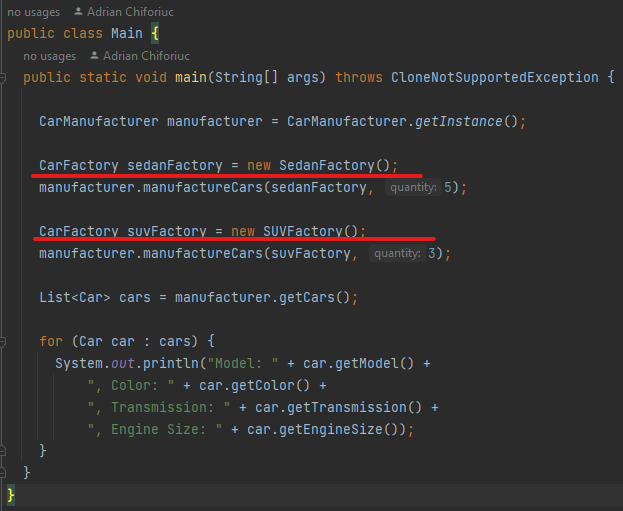 no usages   Adrian Chiforiuc
public class Main {
no usages   Adrian Chiforiuc
public static void main(String[] args) throws CloneNotSupportedException {
CarManufacturer manufacturer = CarManufacturer.getInstance();
CarFactory sedanFactory = new SedanFactory();
manufacturer.manufactureCars(sedanFactory, quantity: 5);
CarFactory suvFactory = new SUVFactory();
manufacturer.manufactureCars(suvFactory, quantity: 3);
List<Car> cars = manufacturer.getCars();
for (Car car : cars) {
System.out.println("Model: " + car.getModel() +
", Color: " + car.getColor() +
", Transmission: " + car.getTransmission() +
", Engine Size: " + car.getEngineSize());
}
}
}